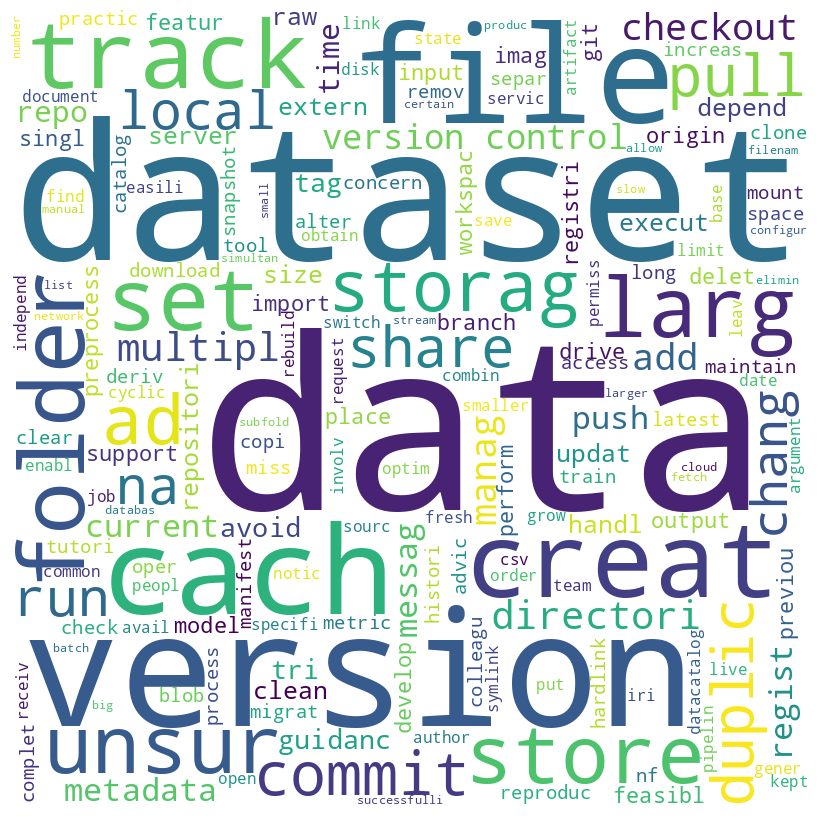 number
practic
featur
raw
link
time
state
produc
imag
artifact
git
checkout
track
file
increas
pull
document
disk
input
separ
remov
servic
certain
repo
local
extern
depend
singl
server
version control
origin
clone
allow
filenam
dataset
catalog
easili
snapshot
small
tag
concern
workspac
registri
find
manual
alter
save
execut
slow
base
mount
space
configur
tool
obtain
simultan
limit
independ
list
network
folder
preprocess
download
size
set
storag
permiss
long
delet
larg
elimin
import
switch
stream
branch
rebuild
multipl
share
drive
access
add
leav
maintain
deriv
cyclic
request
combin
date
data
ad
repositori
subfold
place
smaller
push
latest
chang
argument
clear
support
copi
miss
involv
optim
manag
perform
updat
train
cloud
fetch
enabl
job
na
databas
current
avoid
sourc
fresh
grow
handl
output
tutori
common
oper
peopl
cach
notic
messag
histori
advic
csv
order
team
creat
previou
run
manifest
check
avail
model
specifi
metric
directori
version
batch
process
blob
tri
clean
develop
colleagu
symlink
put
hardlink
iri
datacatalog
duplic
live
regist
receiv
complet
big
unsur
migrat
guidanc
author
store
pipelin
nf
gener
kept
metadata
open
commit
successfulli
reproduc
feasibl